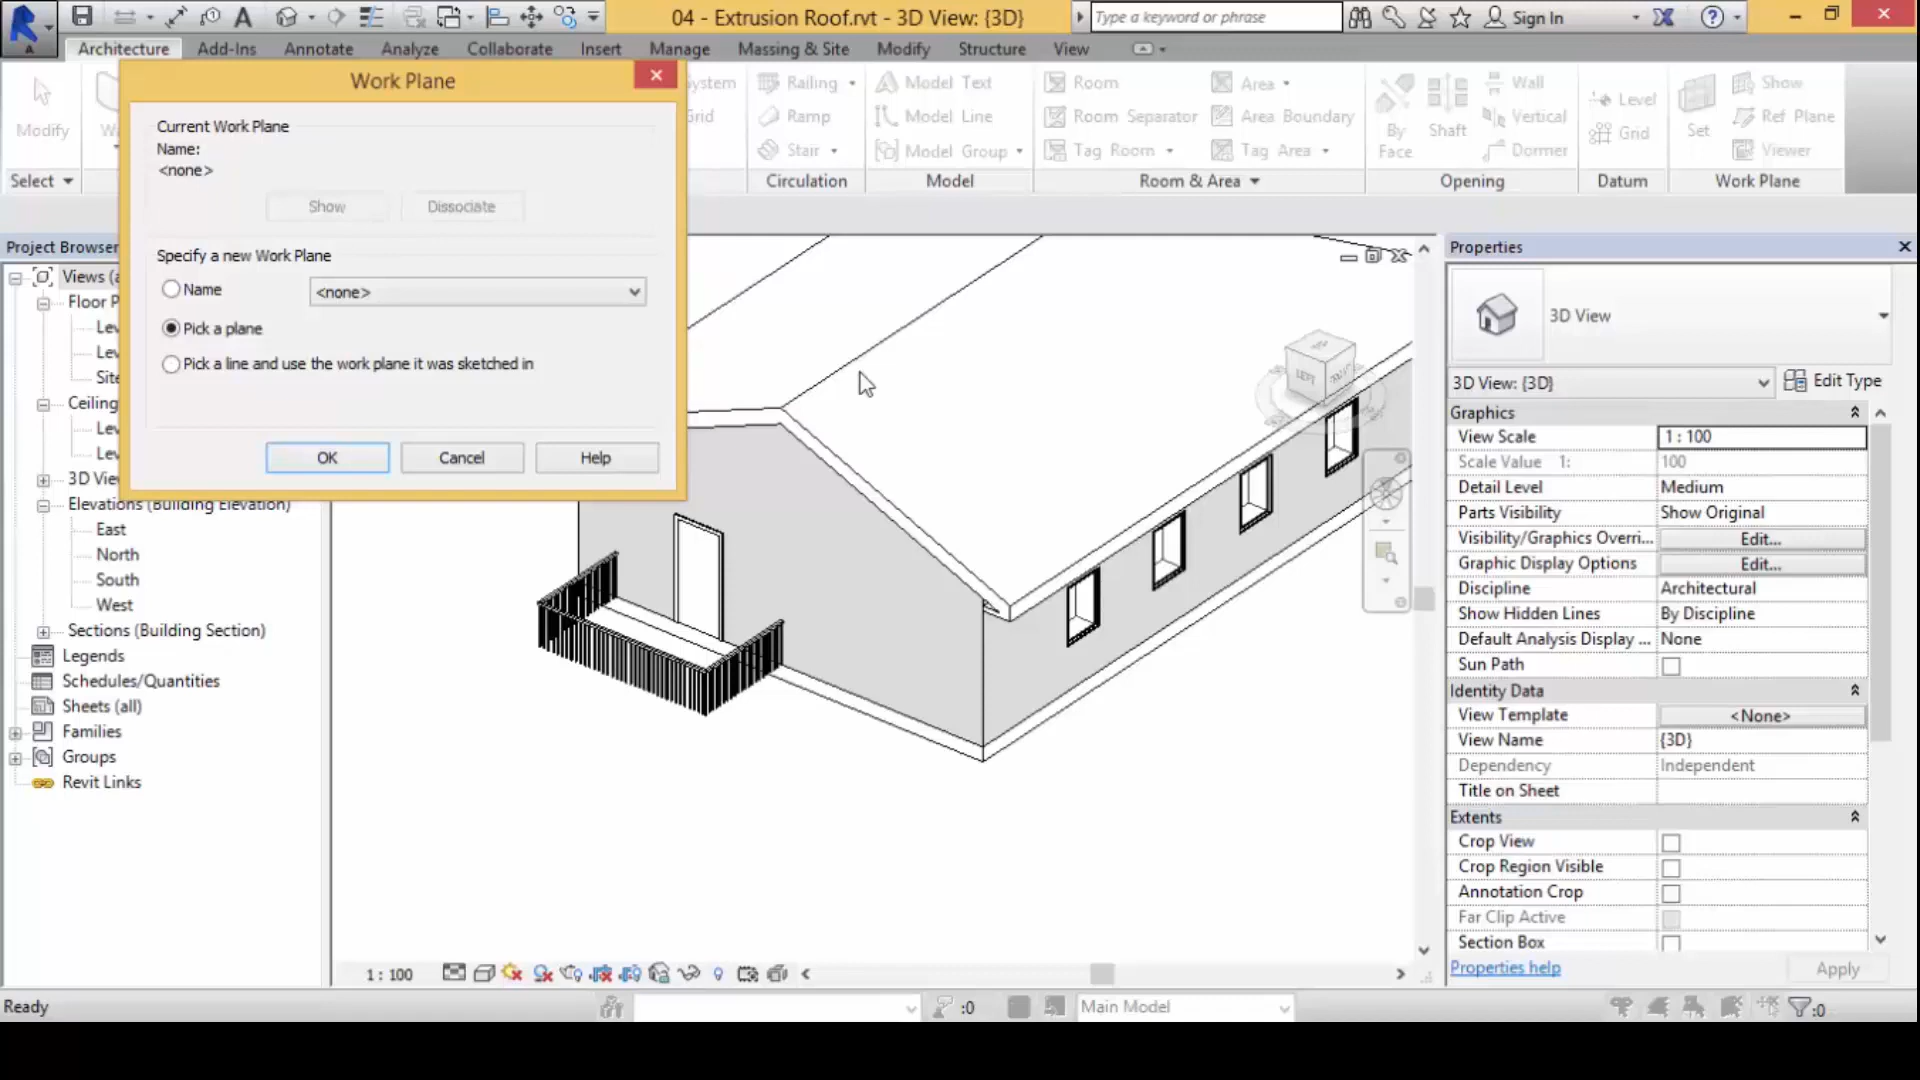 04 - Extrusion Roof.rvt - 3D View: {3D}
Type a keyword or phrase
Sign In
Architecture
Add-Ins
Annotate
Analyze
Collaborate
Insert
Manage
Massing & Site
Modify
Structure
View
Modify
Select
Railing
Ramp
Stair
Circulation
Model Text
Model Line
Model Group
Model
Room
Room Separator
Tag Room
Area
Area Boundary
Tag Area
Room & Area
By
Face
Shaft
Wall
Vertical
Dormer
Opening
Level
Grid
Datum
Set
Show
Ref Plane
Viewer
Work Plane
Work Plane
Current Work Plane
Name:
<none>
Show
Dissociate
Specify a new Work Plane
Name
<none>
Pick a plane
Pick a line and use the work plane it was sketched in
OK
Cancel
Help
Project Browser
Views (a
Floor P
Lev
Lev
Site
Ceiling
Lev
Lev
3D Vie
Elevations (Building Elevation)
East
North
South
West
Sections (Building Section)
Legends
Schedules/Quantities
Sheets (all)
Families
Groups
Revit Links
LEFT
Properties
3D View
3D View: {3D}
Edit Type
Graphics
View Scale
1 : 100
Scale Value 1:
100
Detail Level
Medium
Parts Visibility
Show Original
Visibility/Graphics Overri...
Edit...
Graphic Display Options
Edit...
Discipline
Architectural
Show Hidden Lines
By Discipline
Default Analysis Display ...
None
Sun Path
Identity Data
View Template
<None>
View Name
{3D}
Dependency
Independent
Title on Sheet
Extents
Crop View
Crop Region Visible
Annotation Crop
Far Clip Active
Section Box
Properties help
Apply
1 : 100
Ready
:0
Main Model
:0